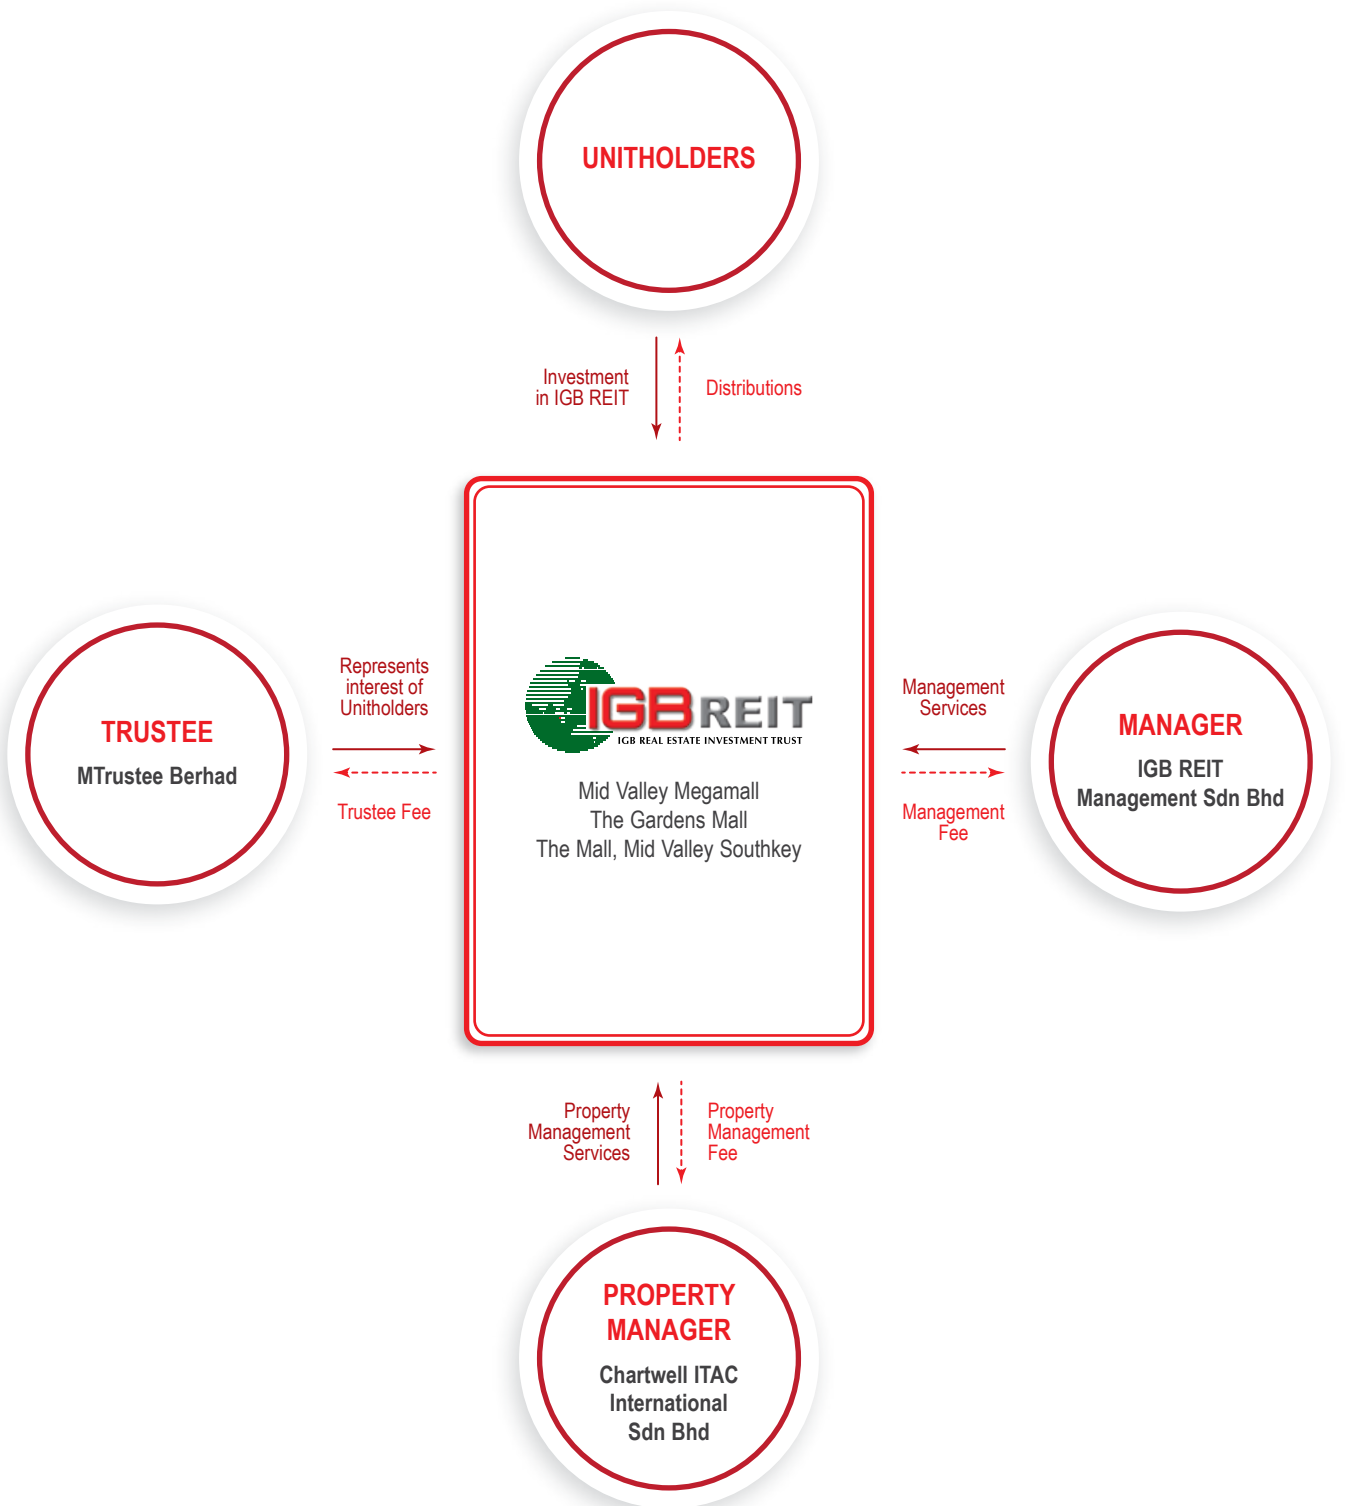 UNITHOLDERS
Investment
in IGB REIT
Distributions
Represents
interest of
Unitholders
Trustee Fee
TRUSTEE
MTrustee Berhad
IGBREIT
IGB REAL ESTATE INVESTMENT TRUST
Mid Valley Megamall
The Gardens Mall
The Mall, Mid Valley Southkey
Management
Services
Management
Fee
MANAGER
IGB REIT
Management Sdn Bhd
Property
Management
Services
Property
Management
Fee
PROPERTY
MANAGER
Chartwell ITAC
International
Sdn Bhd